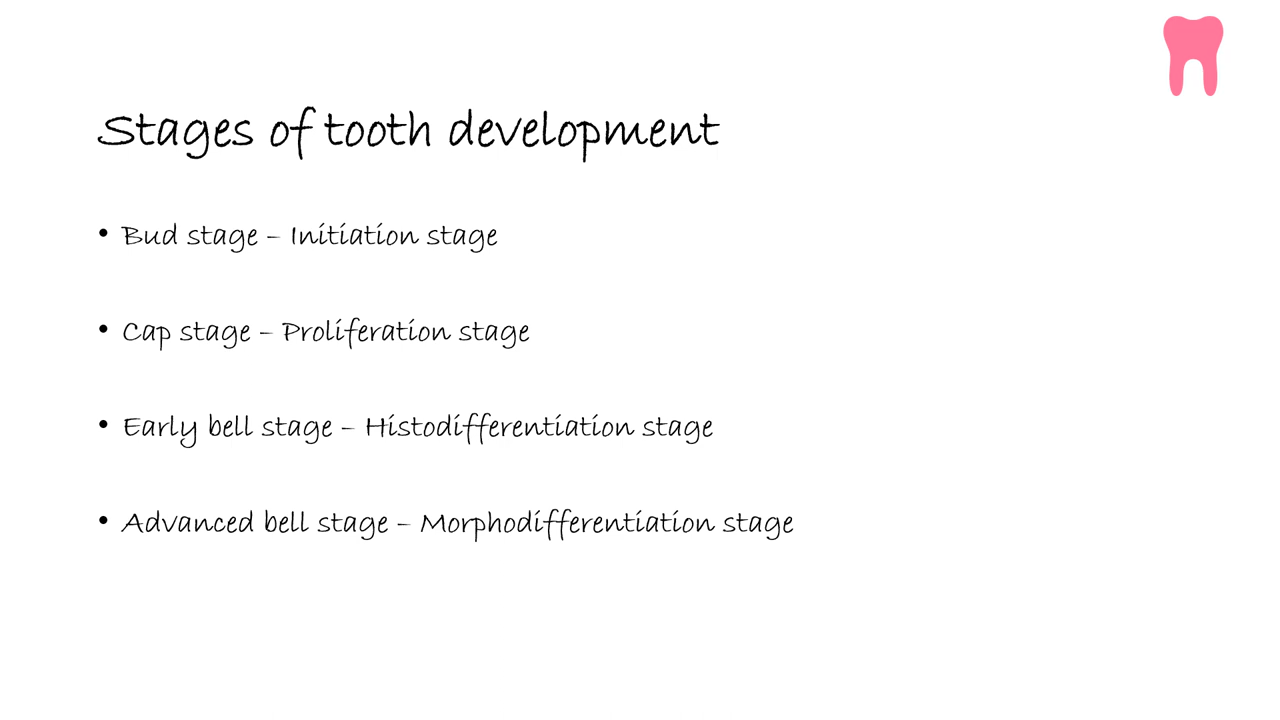 Stages of tooth development
• Bud stage – Initiation stage
• Cap stage – Proliferation stage
• Early bell stage – Histodifferentiation stage
• Advanced bell stage – Morphodifferentiation stage